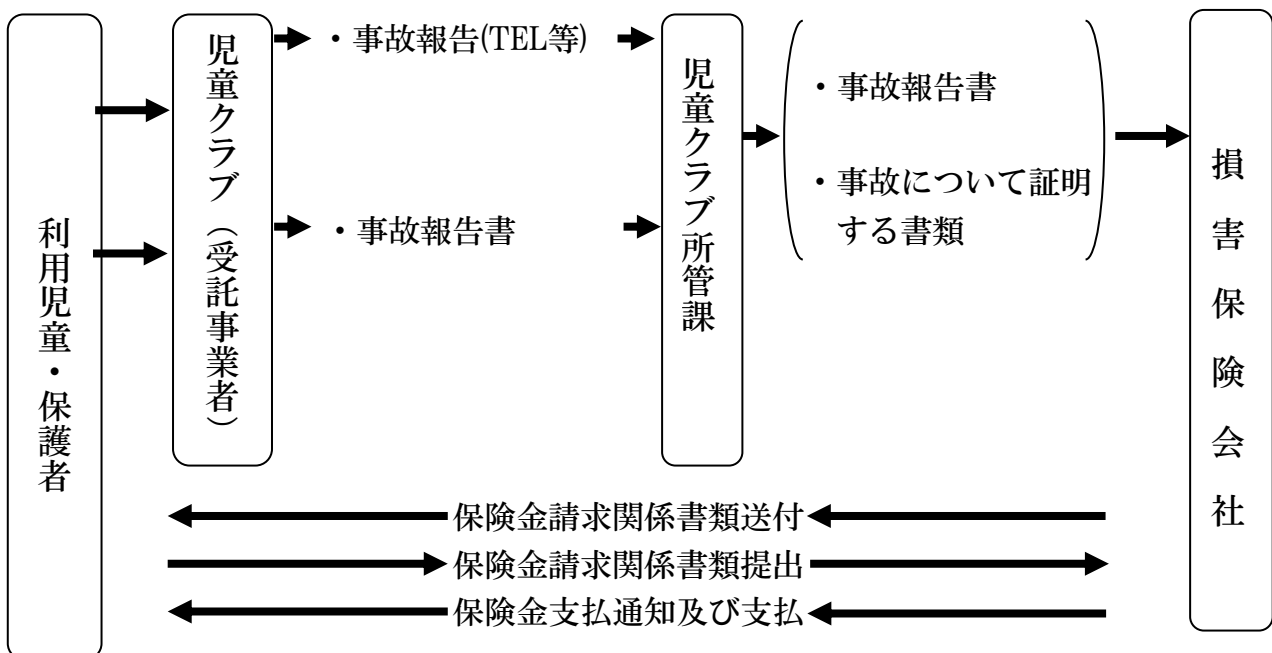 利用児童・保護者
児童クラブ（受託事業者）
・事故報告(TEL等)
・事故報告書
児童クラブ所管課
・事故報告書
・事故について証明
する書類
損害保険会社
保険金請求関係書類送付
保険金請求関係書類提出
保険金支払通知及び支払